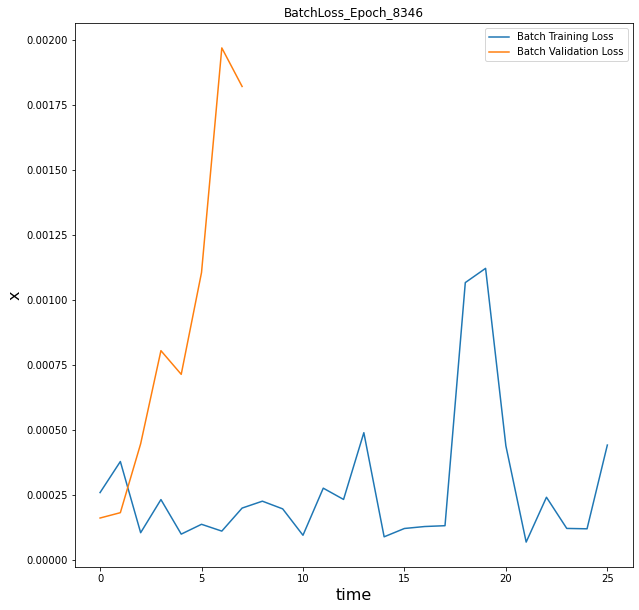 BatchLoss_Epoch_8346
Batch Training Loss
Batch Validation Loss
0.00200
0.00175
0.00150
0.00125
0.00100
0.00075
0.00050
0.00025
0.00000
x
0 5 10 15 20 25
time